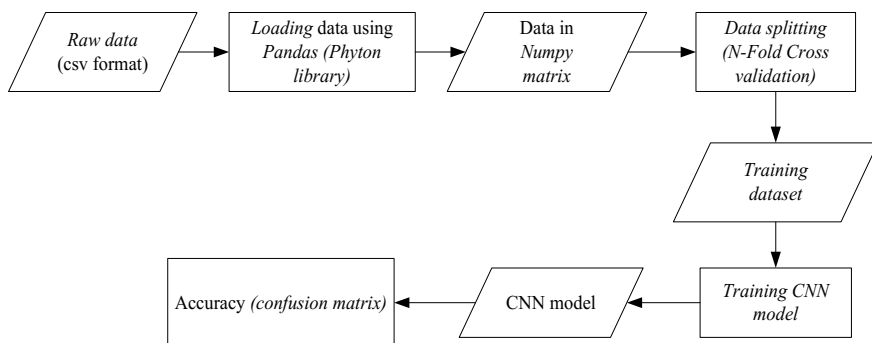 Raw data
(csv format)
Loading data using
Pandas (Phyton
library)
Data in
Numpy
matrix
Data splitting
(N-Fold Cross
validation)
Training
dataset
Training CNN
model
CNN model
Accuracy (confusion matrix)